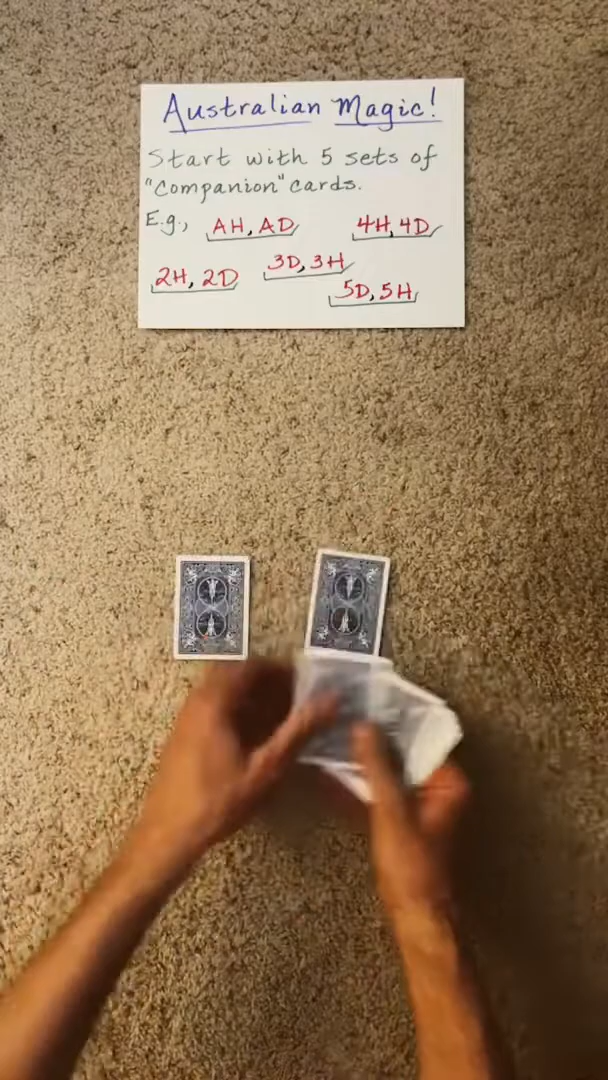 Australian Magic!
Start with 5 sets of
"Companion" cards.
E.g., AH, AD 4H, 4D
2H, 2D 3D, 3H
5D, 5H